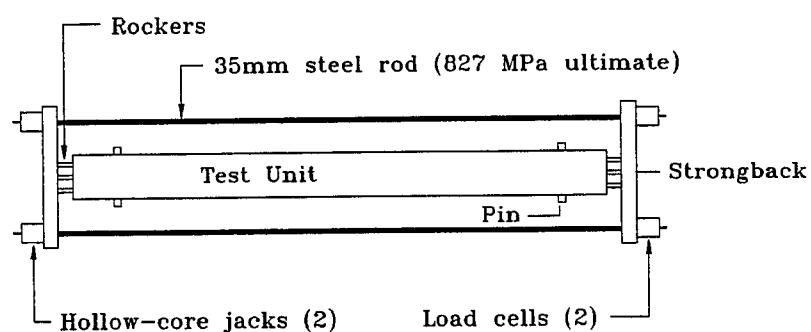 Rockers
35mm steel rod (827 MPa ultimate)
Test Unit
Strongback
Pin
Hollow-core jacks (2)
Load cells (2)